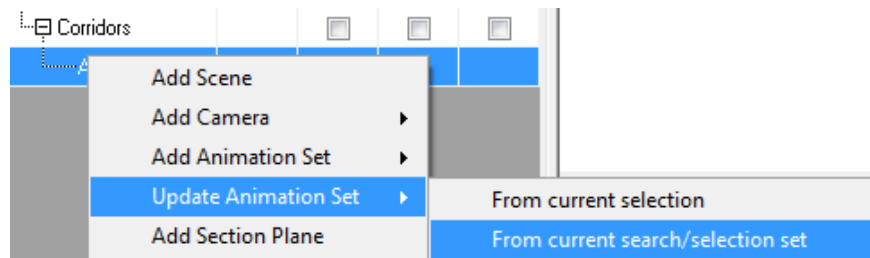 Corridors
Add Scene
Add Camera
Add Animation Set
Update Animation Set
From current selection
Add Section Plane
From current search/selection set